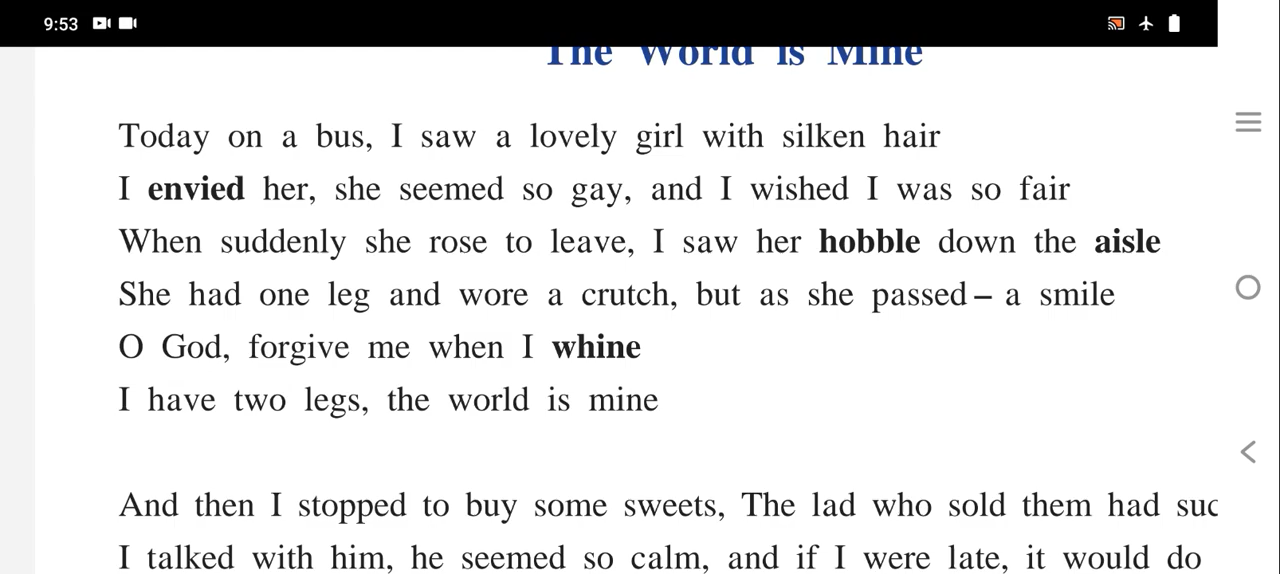 9:53
The World is Mine
Today on a bus, I saw a lovely girl with silken hair
I envied her, she seemed so gay, and I wished I was so fair
When suddenly she rose to leave, I saw her hobble down the aisle
She had one leg and wore a crutch, but as she passed – a smile
O God, forgive me when I whine
I have two legs, the world is mine
And then I stopped to buy some sweets, The lad who sold them had suc
I talked with him, he seemed so calm, and if I were late, it would do